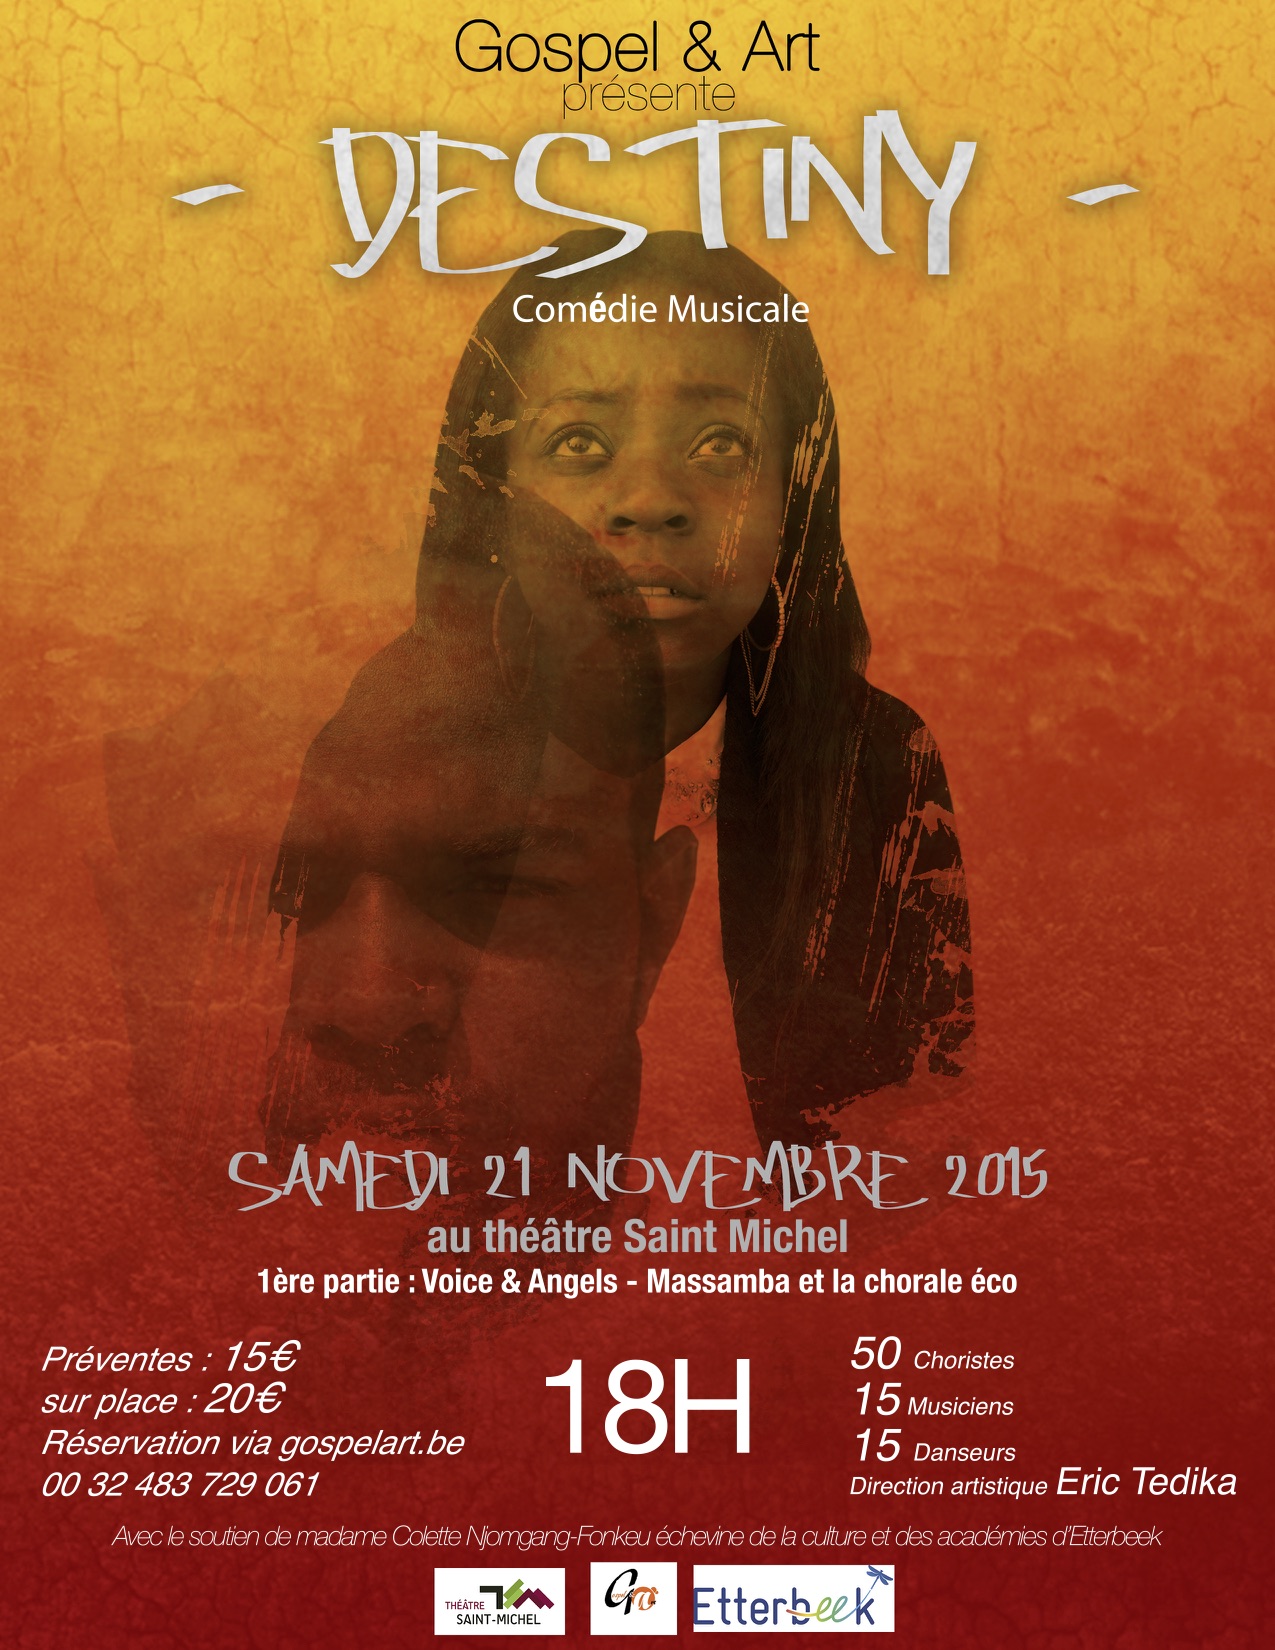 Gospel & Art
présente
- DESTINY -
Comédie Musicale
SAMEDI 21 NOVEMBRE 2015
au théâtre Saint Michel
1ère partie : Voice & Angels - Massamba et la chorale éco
Préventes : 15€
sur place : 20€
Réservation via gospelart.be
00 32 483 729 061
18H
50 Choristes
15 Musiciens
15 Danseurs
Direction artistique Eric Tedika
Avec le soutien de madame Colette Njomgang-Fonkeu échevine de la culture et des académies d'Etterbeek
THÉÂTRE
SAINT-MICHEL
Etterbeek